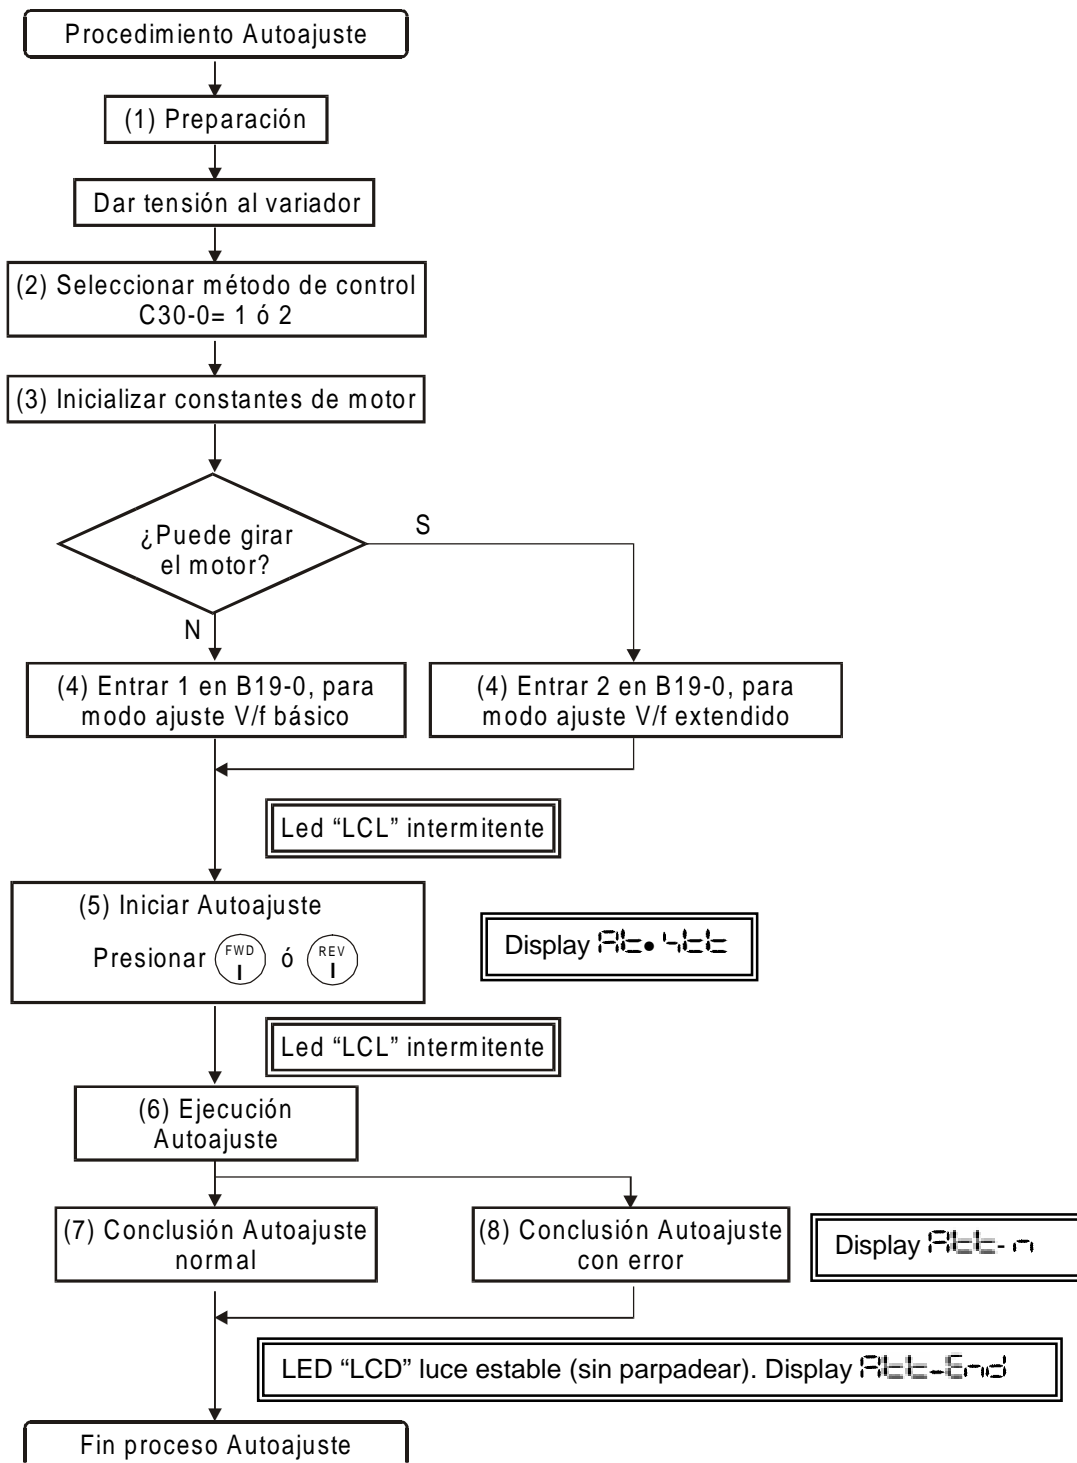 Procedimiento Autoajuste
(1) Preparación
Dar tensión al variador
(2) Seleccionar método de control
C30-0= 1 ó 2
(3) Inicializar constantes de motor
¿Puede girar
el motor?
S
N
(4) Entrar 1 en B19-0, para
modo ajuste V/f básico
(4) Entrar 2 en B19-0, para
modo ajuste V/f extendido
Led “LCL” intermitente
(5) Iniciar Autoajuste
Presionar FWD I ó REV I
Display
Led “LCL” intermitente
(6) Ejecución
Autoajuste
(7) Conclusión Autoajuste
normal
(8) Conclusión Autoajuste
con error
Display Att-n
LED “LCD” luce estable (sin parpadear). Display Att-End
Fin proceso Autoajuste